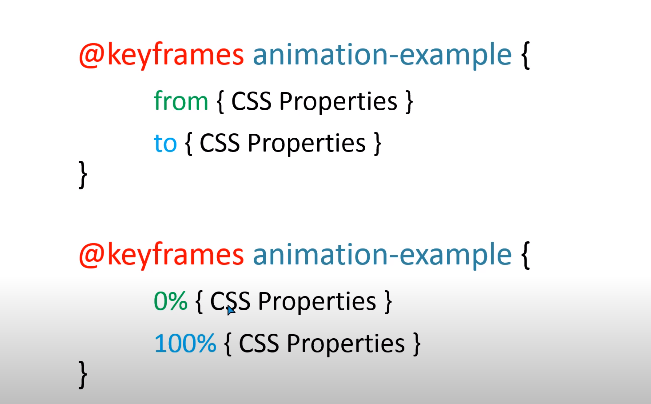 @keyframes animation-example {
from { CSS Properties }
to { CSS Properties }
}
@keyframes animation-example {
0% { CSS Properties }
100% { CSS Properties }
}